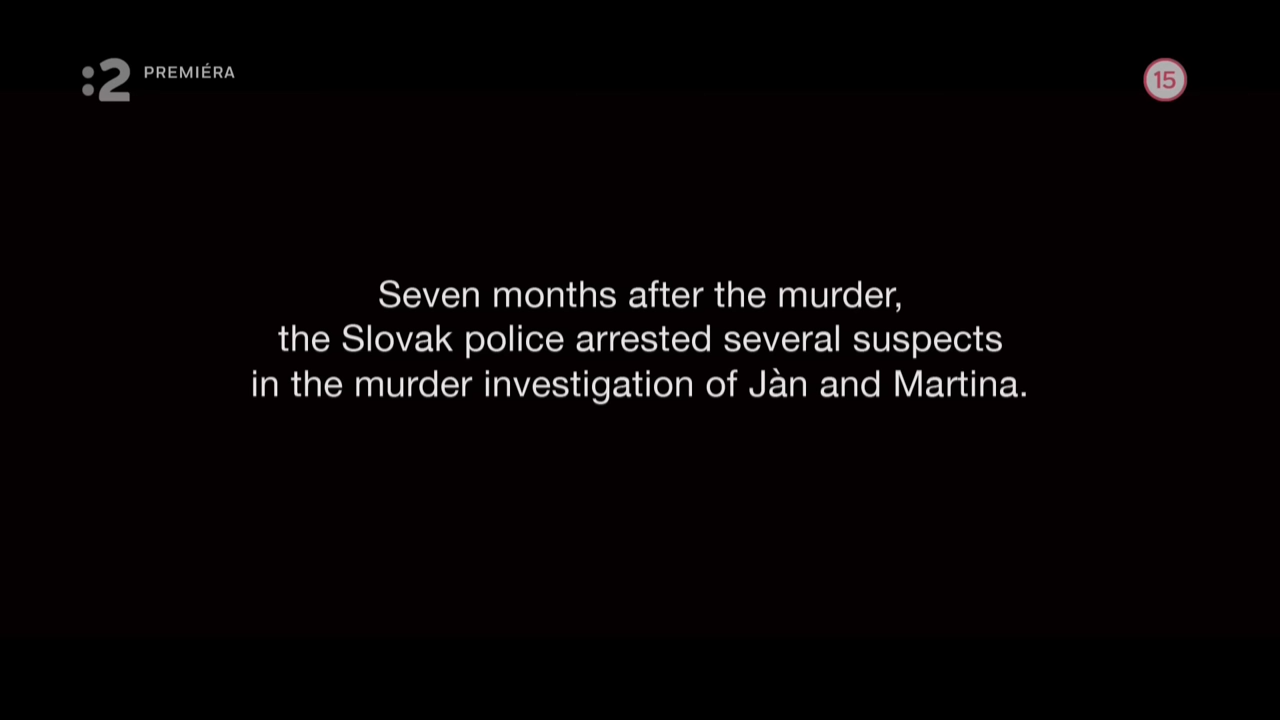 :2 PREMIÉRA
15
Seven months after the murder,
the Slovak police arrested several suspects
in the murder investigation of Jàn and Martina.